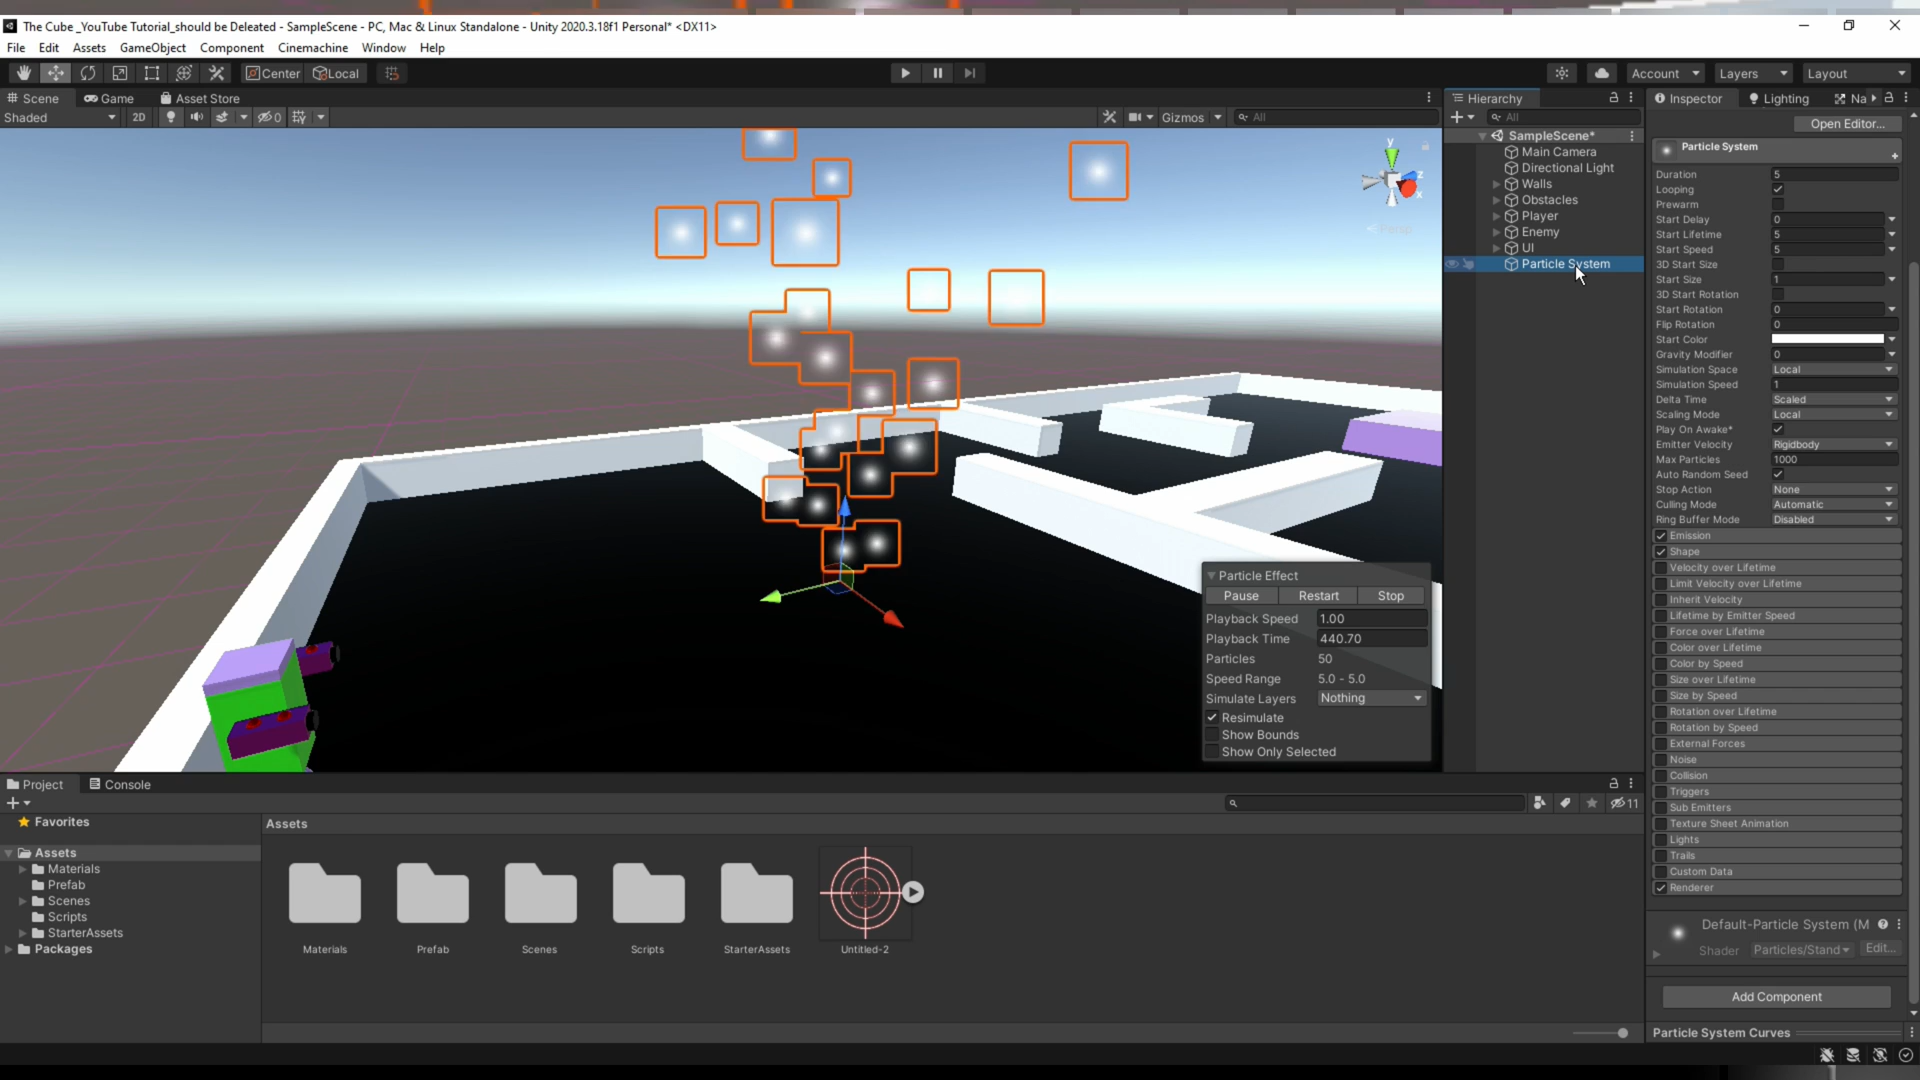 The Cube _YouTube Tutorial_should be Deleated - SampleScene - PC, Mac & Linux Standalone - Unity 2020.3.18f1 Personal* <DX11>
File Edit Assets GameObject Component Cinemachine Window Help
Center Local
Account Layers Layout
Scene Game Asset Store
Shaded 2D 0 Gizmos All
y
z
x
Persp
Hierarchy
All
SampleScene*
Main Camera
Directional Light
Walls
Obstacles
Player
Enemy
UI
Particle System
Particle Effect
Pause Restart Stop
Playback Speed 1.00
Playback Time 440.70
Particles 50
Speed Range 5.0 - 5.0
Simulate Layers Nothing
Resimulate
Show Bounds
Show Only Selected
Inspector Lighting Na
Open Editor...
Particle System
Duration 5
Looping
Prewarm
Start Delay 0
Start Lifetime 5
Start Speed 5
3D Start Size
Start Size 1
3D Start Rotation
Start Rotation 0
Flip Rotation 0
Start Color
Gravity Modifier 0
Simulation Space Local
Simulation Speed 1
Delta Time Scaled
Scaling Mode Local
Play On Awake*
Emitter Velocity Rigidbody
Max Particles 1000
Auto Random Seed
Stop Action None
Culling Mode Automatic
Ring Buffer Mode Disabled
Emission
Shape
Velocity over Lifetime
Limit Velocity over Lifetime
Inherit Velocity
Lifetime by Emitter Speed
Force over Lifetime
Color over Lifetime
Color by Speed
Size over Lifetime
Size by Speed
Rotation over Lifetime
Rotation by Speed
External Forces
Noise
Collision
Triggers
Sub Emitters
Texture Sheet Animation
Lights
Trails
Custom Data
Renderer
Default-Particle System (M
Shader Particles/Stand Edit...
Add Component
Particle System Curves
Project Console
11
Favorites
Assets
Materials
Prefab
Scenes
Scripts
StarterAssets
Packages
Assets
Materials Prefab Scenes Scripts StarterAssets Untitled-2